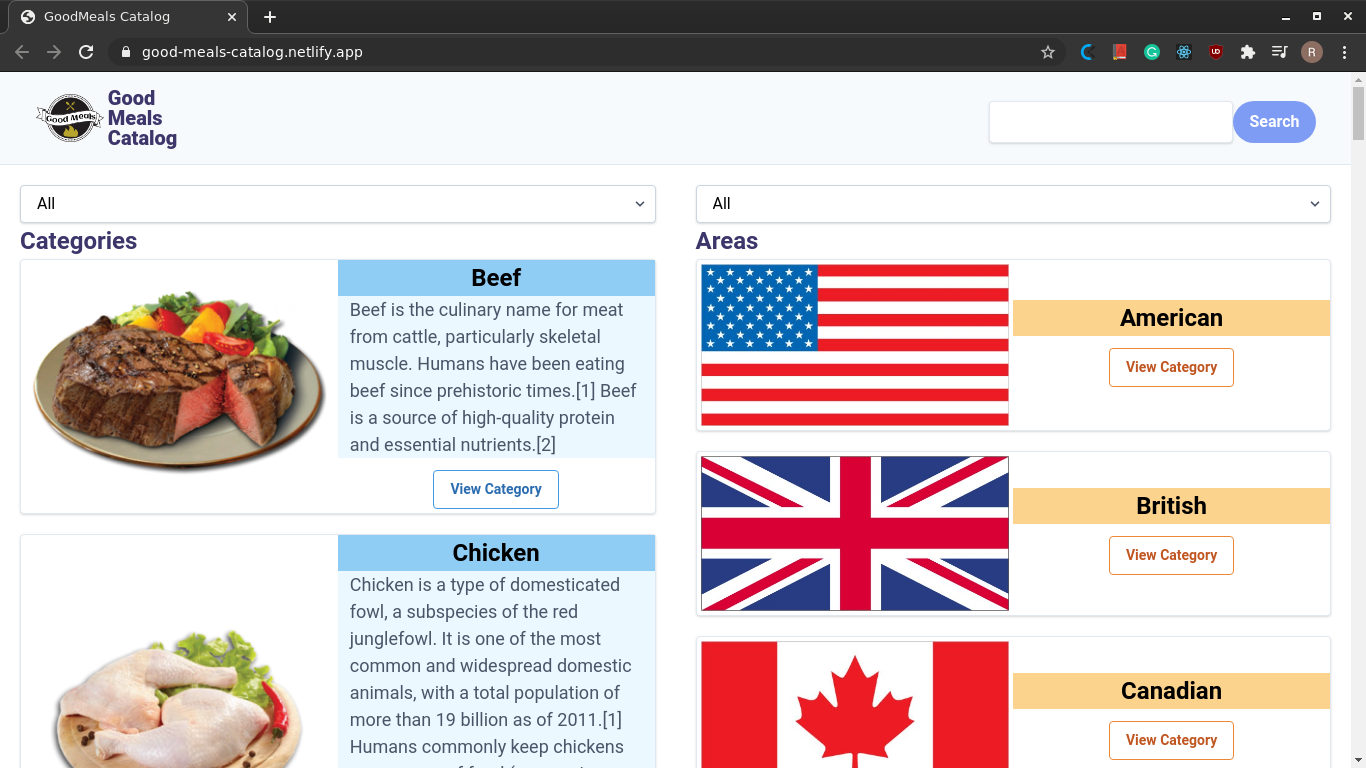 GoodMeals Catalog
good-meals-catalog.netlify.app
R
Good Meals
Good
Meals
Catalog
Search
All
All
Categories
Beef
Beef is the culinary name for meat
from cattle, particularly skeletal
muscle. Humans have been eating
beef since prehistoric times.[1] Beef
is a source of high-quality protein
and essential nutrients.[2]
View Category
Chicken
Chicken is a type of domesticated
fowl, a subspecies of the red
junglefowl. It is one of the most
common and widespread domestic
animals, with a total population of
more than 19 billion as of 2011.[1]
Humans commonly keep chickens
Areas
American
View Category
British
View Category
Canadian
View Category